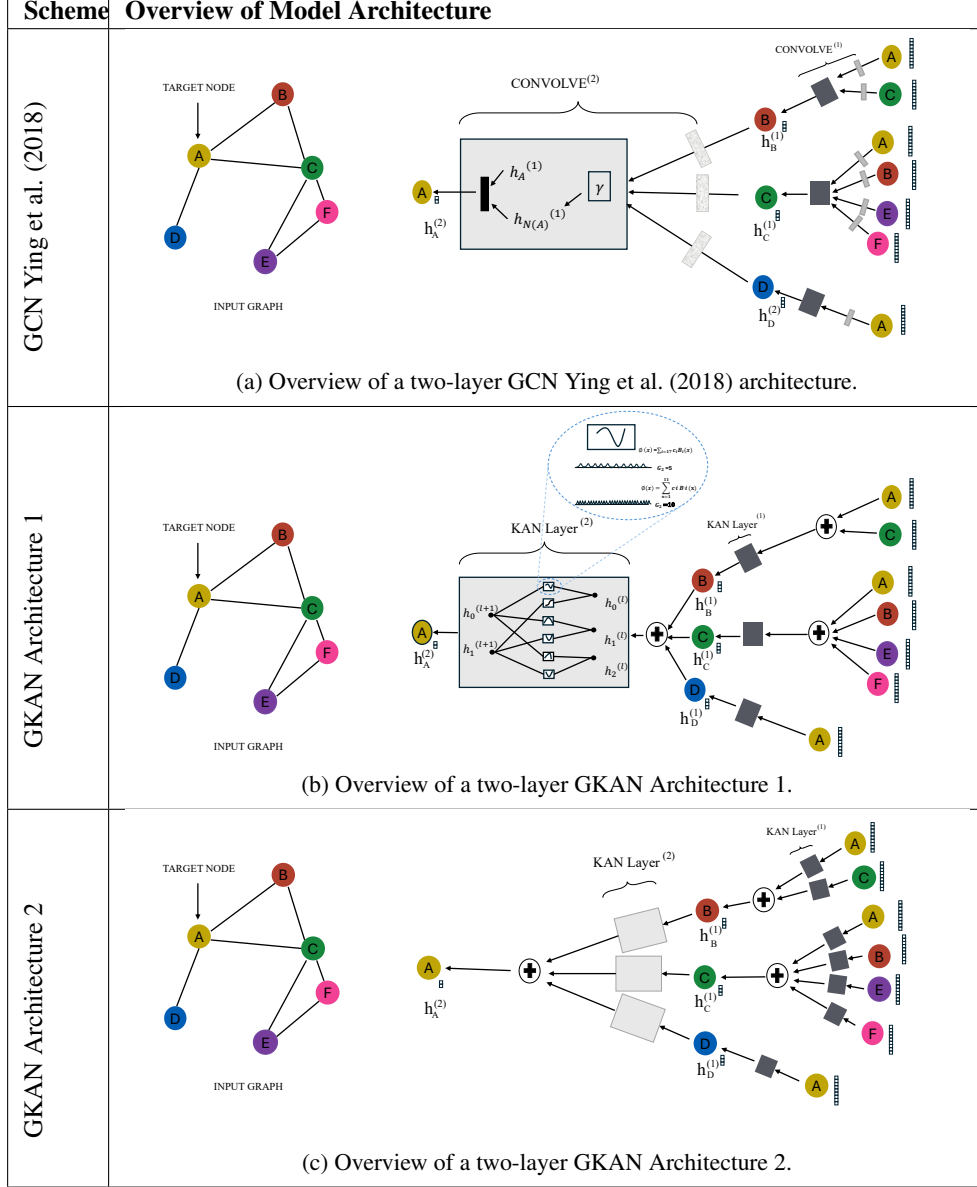 Scheme Overview of Model Architecture
GCN Ying et al. (2018)
TARGET NODE
A
B
C
D
E
F
INPUT GRAPH
CONVOLVE(2)
CONVOLVE(1)
A
h_A^(2)
h_A^(1)
h_N(A)^(1)
γ
B
h_B^(1)
C
h_C^(1)
D
h_D^(2)
A
C
A
B
E
F
A
(a) Overview of a two-layer GCN Ying et al. (2018) architecture.
GKAN Architecture 1
TARGET NODE
A
B
C
D
E
F
INPUT GRAPH
KAN Layer(2)
KAN Layer(1)
G₂=5
G₂=10
A
h_A^(2)
h_0^(l+1)
h_1^(l+1)
h_0^(l)
h_1^(l)
h_2^(l)
B
h_B^(1)
C
h_C^(1)
D
h_D^(1)
A
C
A
B
E
F
A
(b) Overview of a two-layer GKAN Architecture 1.
GKAN Architecture 2
TARGET NODE
A
B
C
D
E
F
INPUT GRAPH
KAN Layer(2)
KAN Layer(1)
A
h_A^(2)
B
h_B^(1)
C
h_C^(1)
D
h_D^(1)
A
C
A
B
E
F
A
(c) Overview of a two-layer GKAN Architecture 2.